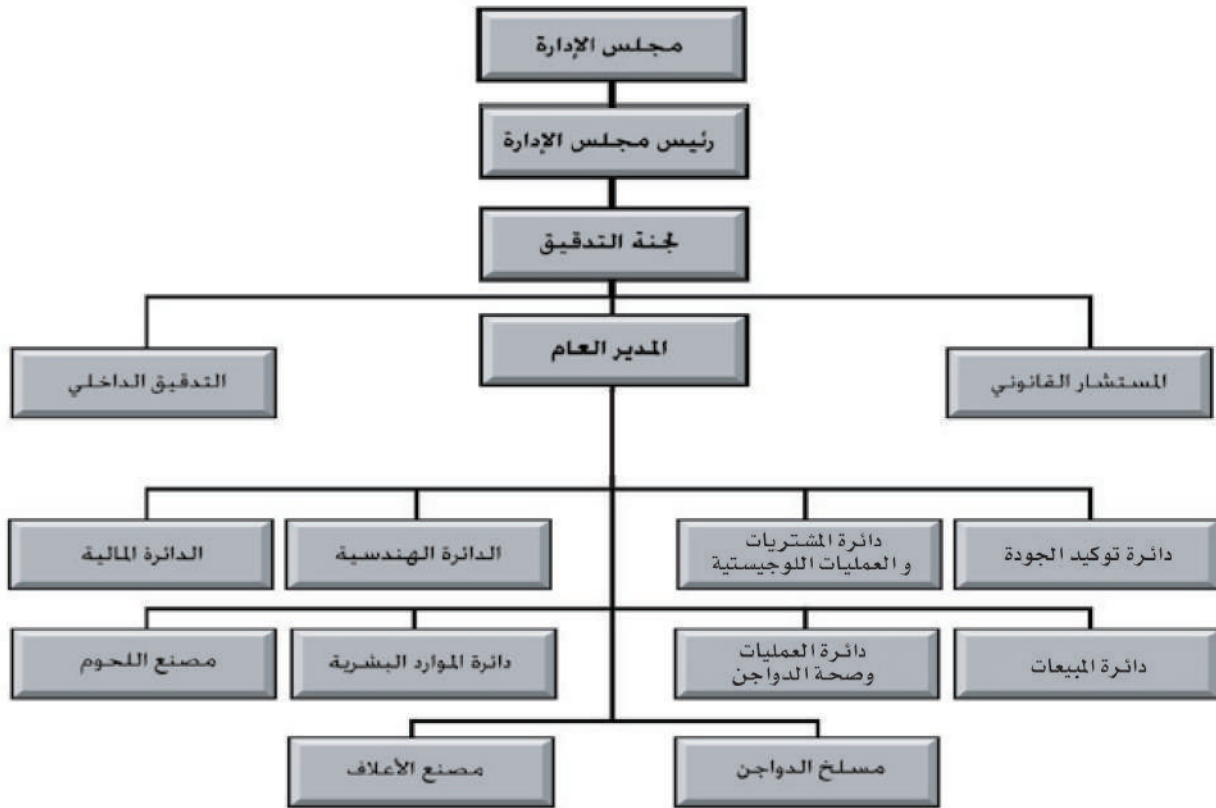 مجلس الإدارة
رئيس مجلس الإدارة
لجنة التدقيق
المدير العام
المستشار القانوني
التدقيق الداخلي
دائرة توكيد الجودة
دائرة المشتريات
و العمليات اللوجيستية
الدائرة الهندسية
الدائرة المالية
دائرة المبيعات
دائرة العمليات
وصحة الدواجن
دائرة الموارد البشرية
مصنع اللحوم
مسلخ الدواجن
مصنع الأعلاف